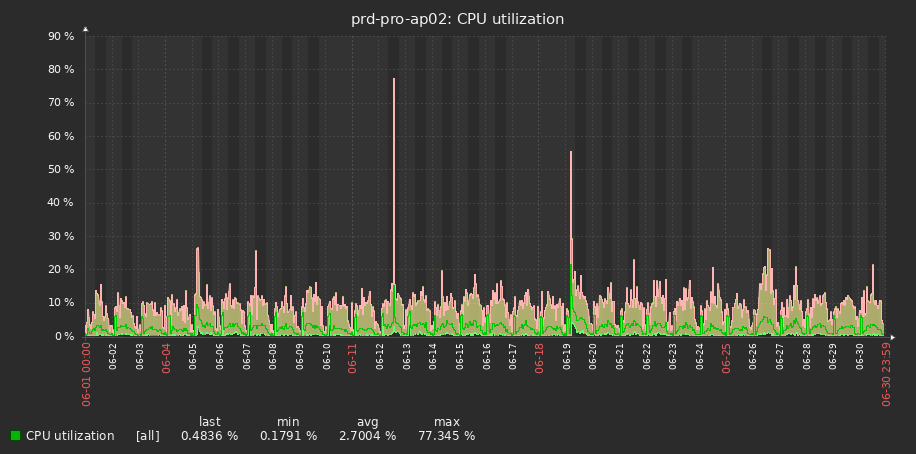 prd-pro-ap02: CPU utilization
90 %
80 %
70 %
60 %
50 %
40 %
30 %
20 %
10 %
0 %
06-01 00:00 06-02 06-03 06-04 06-05 06-06 06-07 06-08 06-09 06-10 06-11 06-12 06-13 06-14 06-15 06-16 06-17 06-18 06-19 06-20 06-21 06-22 06-23 06-24 06-25 06-26 06-27 06-28 06-29 06-30 06-30 23:59
last min avg max
CPU utilization [all] 0.4836 % 0.1791 % 2.7004 % 77.345 %